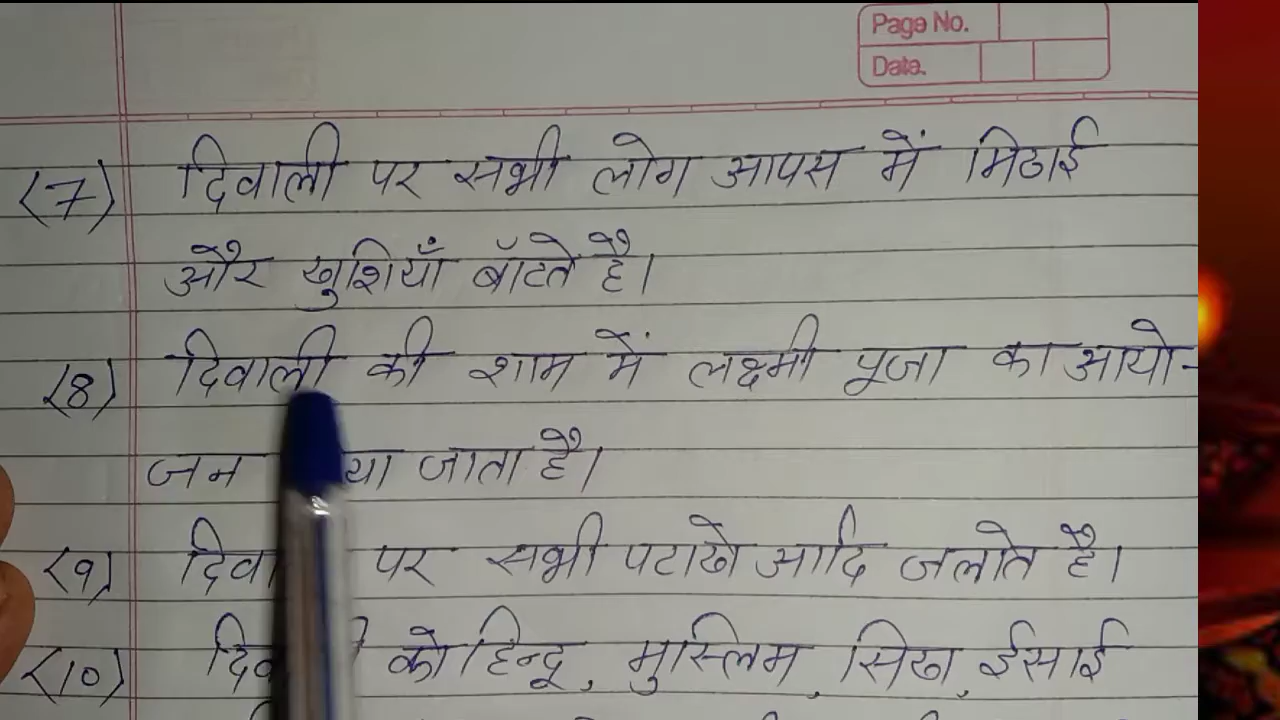 Page No.
Date.
(7) दिवाली पर सभी लोग आपस में मिठाई
और खुशियाँ बॉटते है।
(8) दिवाली की शाम में लक्ष्मी पूजा का आयो-
जन या जाता है।
(9) पर सभी पटाखे आदि जलाते है।
(10) को हिन्दू, मुस्लिम, सिख, ईसाई